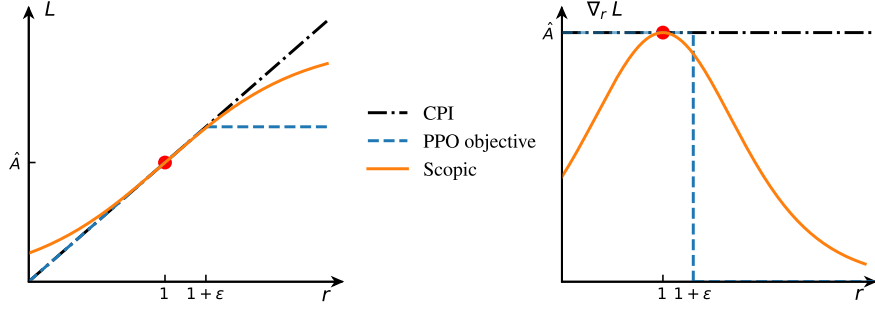 L
Â
1
1 + ε
r
CPI
PPO objective
Scopic
∇r L
Â
1
1 + ε
r